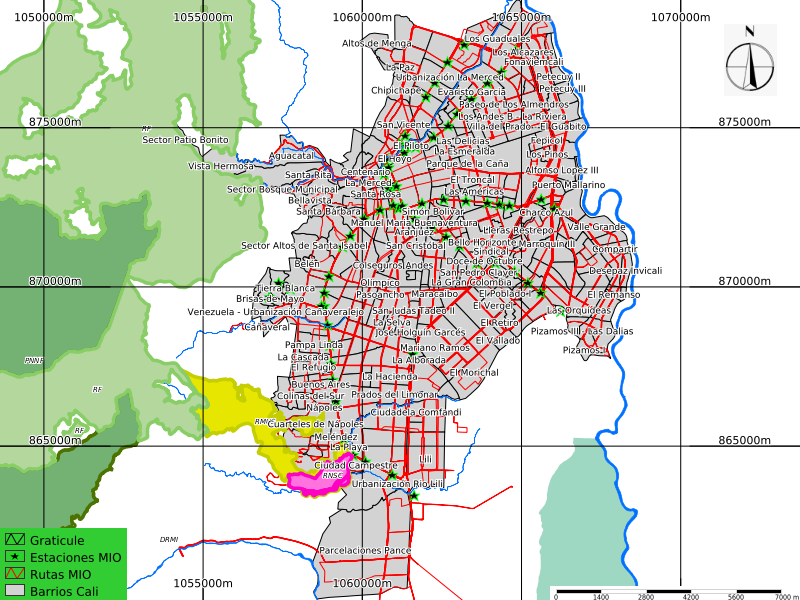 1050000m
1055000m
1060000m
1065000m
1070000m
N
Los Guaduales
Altos de Menga
Los Alcazares
Fonaviemcali
La Paz
Urbanización La Merced
Petecuy II
Chipichape
Evaristo García
Petecuy III
Paseo de Los Almendros
Los Andes B
La Riviera
875000m
San Vicente
Villa del Prado
El Guabito
875000m
RF
Sector Patio Bonito
Las Delicias
Fepicol
El Piloto
La Esmeralda
Los Pinos
Aguacatal
El Hoyo
Vista Hermosa
Parque de la Caña
Alfonso Lopez III
Santa Rita
Centenario
El Troncal
La Merced
Puerto Mallarino
Sector Bosque Municipal
Santa Rosa
Las Américas
Bellavista
Santa Bárbara
Simón Bolívar
Charco Azul
Manuel María Buenaventura
Valle Grande
Aranjuez
Lleras Restrepo
Sector Altos de Santa Isabel
San Cristóbal
Bello Horizonte
Marroquín III
Sindical
Compartir
Belén
Colseguros Andes
Doce de Octubre
San Pedro Claver
Desepaz Invicali
870000m
Olímpico
La Gran Colombia
870000m
Tierra Blanca
Pasoancho
Maracaibo
El Poblado I
El Remanso
Brisas de Mayo
El Vergel
Venezuela - Urbanización Cañaveralejo
San Judas Tadeo II
Las Orquídeas
Cañaveral
La Selva
El Retiro
José Holguín Garcés
Pizamos III - Las Dalias
El Vallado
Pampa Linda
Mariano Ramos
Pizamos I
La Cascada
La Alborada
PNNF
El Refugio
La Hacienda
El Morichal
RF
Buenos Aires
Colinas del Sur
Prados del Limonar
Nápoles
Ciudadela Comfandi
RMVC
Cuarteles de Nápoles
RF
865000m
Meléndez
865000m
La Playa
Ciudad Campestre
Lili
RNSC
Urbanización Río Lili
Graticule
DRMI
Estaciones MIO
Parcelaciones Pance
Rutas MIO
1055000m
1060000m
Barrios Cali
0 1400 2800 4200 5600 7000 m